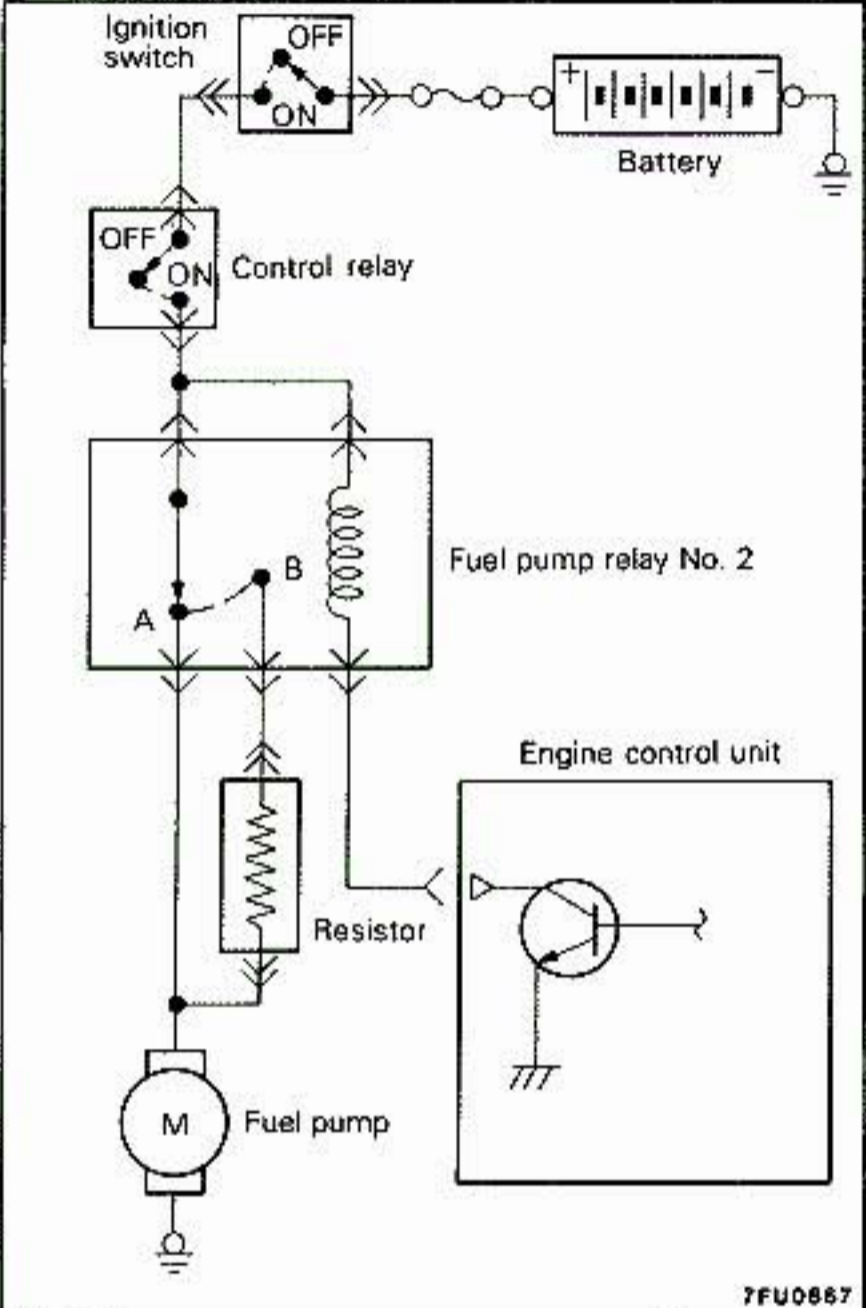 Ignition
switch
OFF
ON
+
−
Battery
OFF
ON
Control relay
Fuel pump relay No. 2
A
B
Engine control unit
Resistor
M
Fuel pump
7FU0667